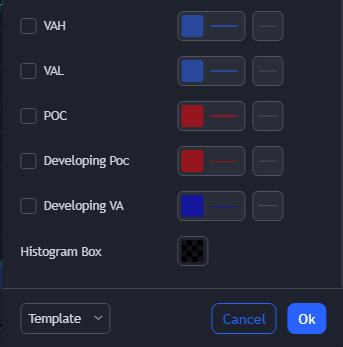 VAH
VAL
POC
Developing Poc
Developing VA
Histogram Box
Template
Cancel
Ok